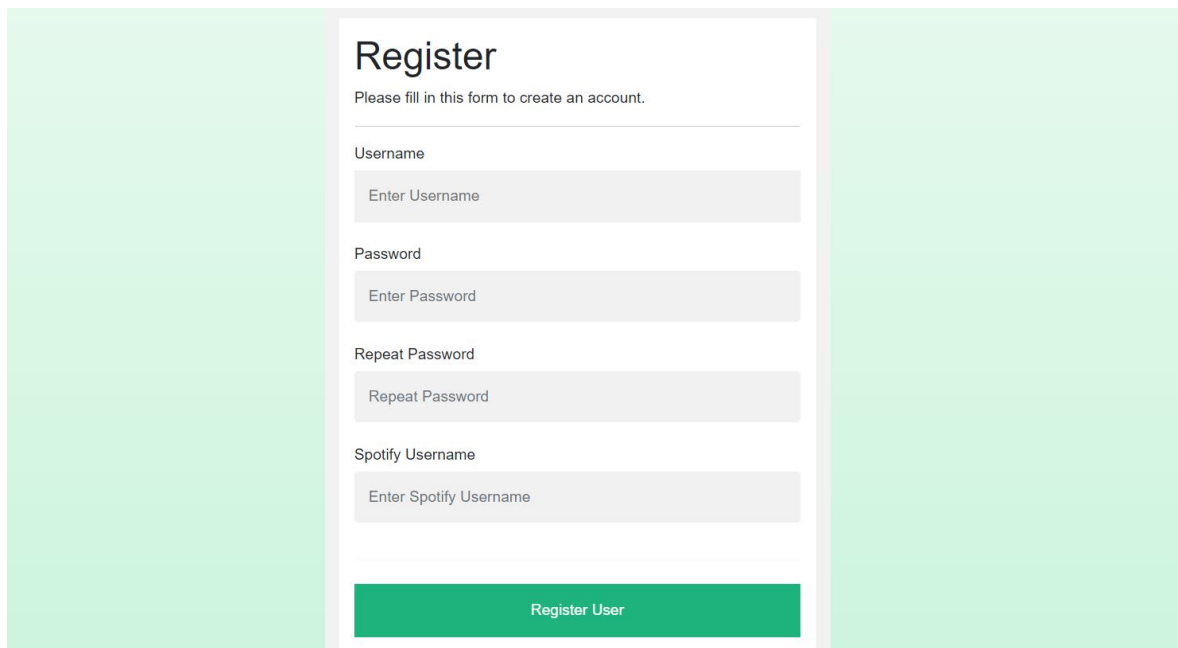 Register
Please fill in this form to create an account.
Username
Enter Username
Password
Enter Password
Repeat Password
Repeat Password
Spotify Username
Enter Spotify Username
Register User